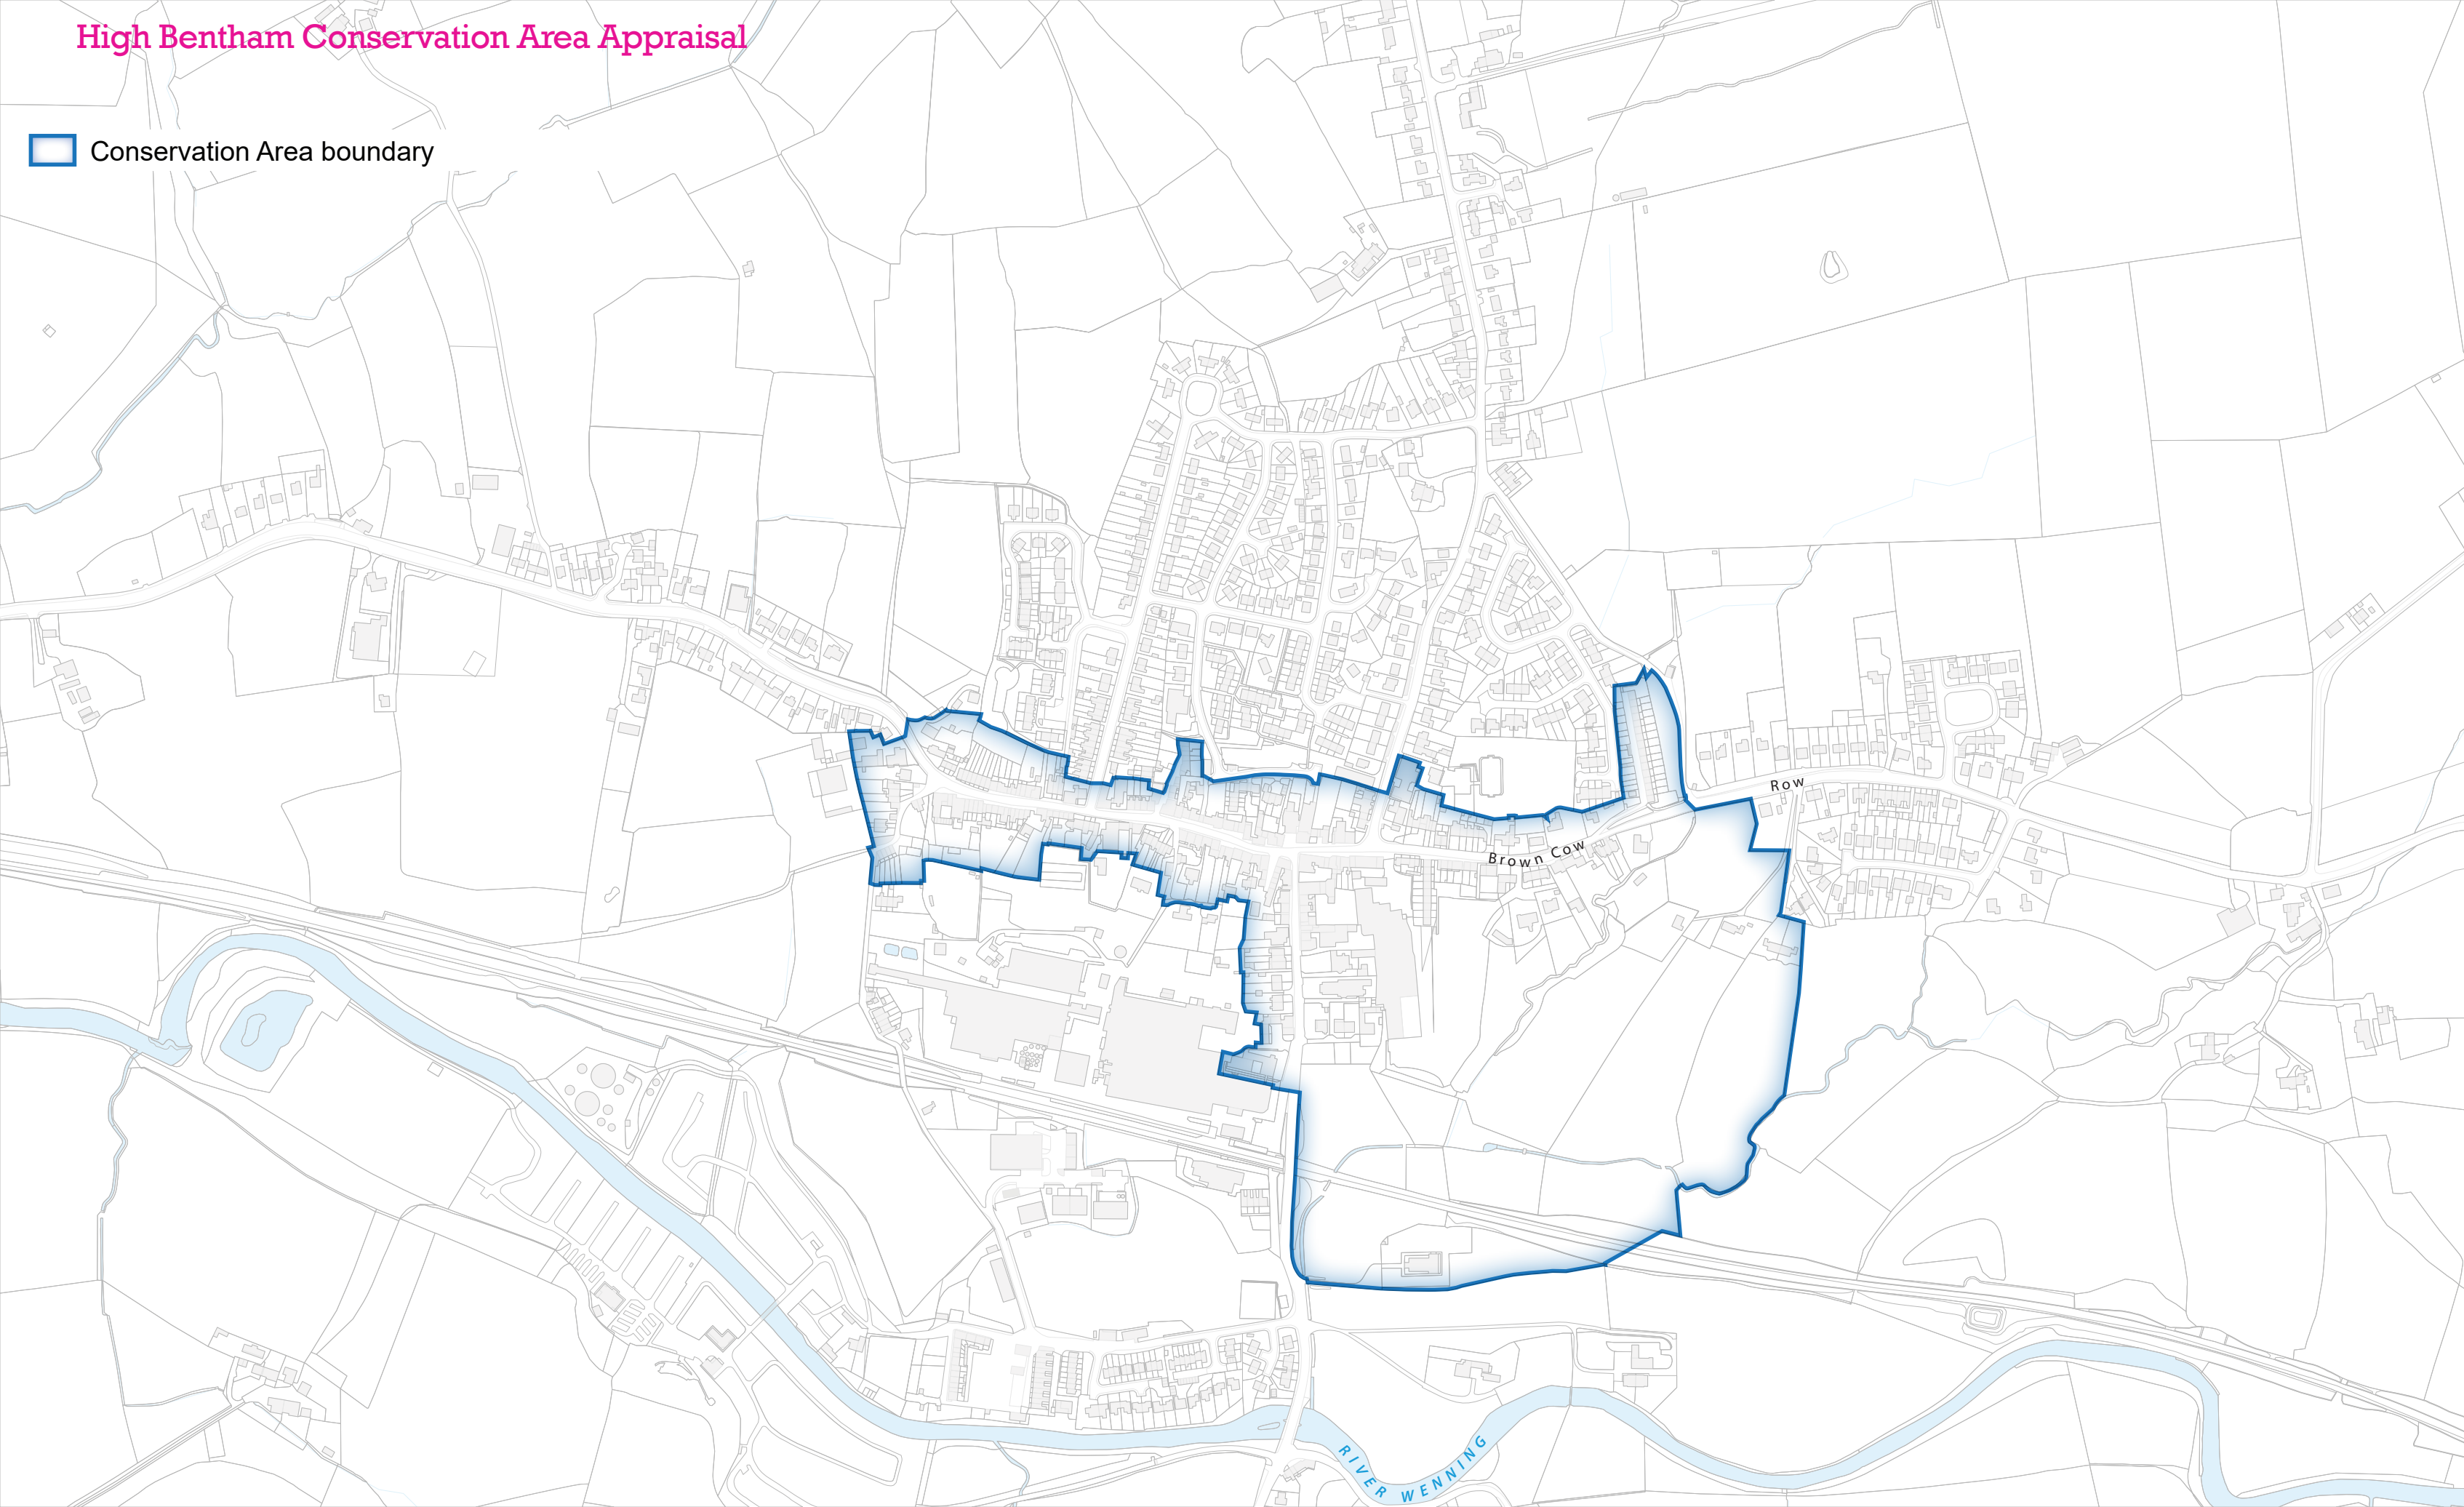 High Bentham Conservation Area Appraisal
Conservation Area boundary
Row
Brown Cow
RIVER WENNING